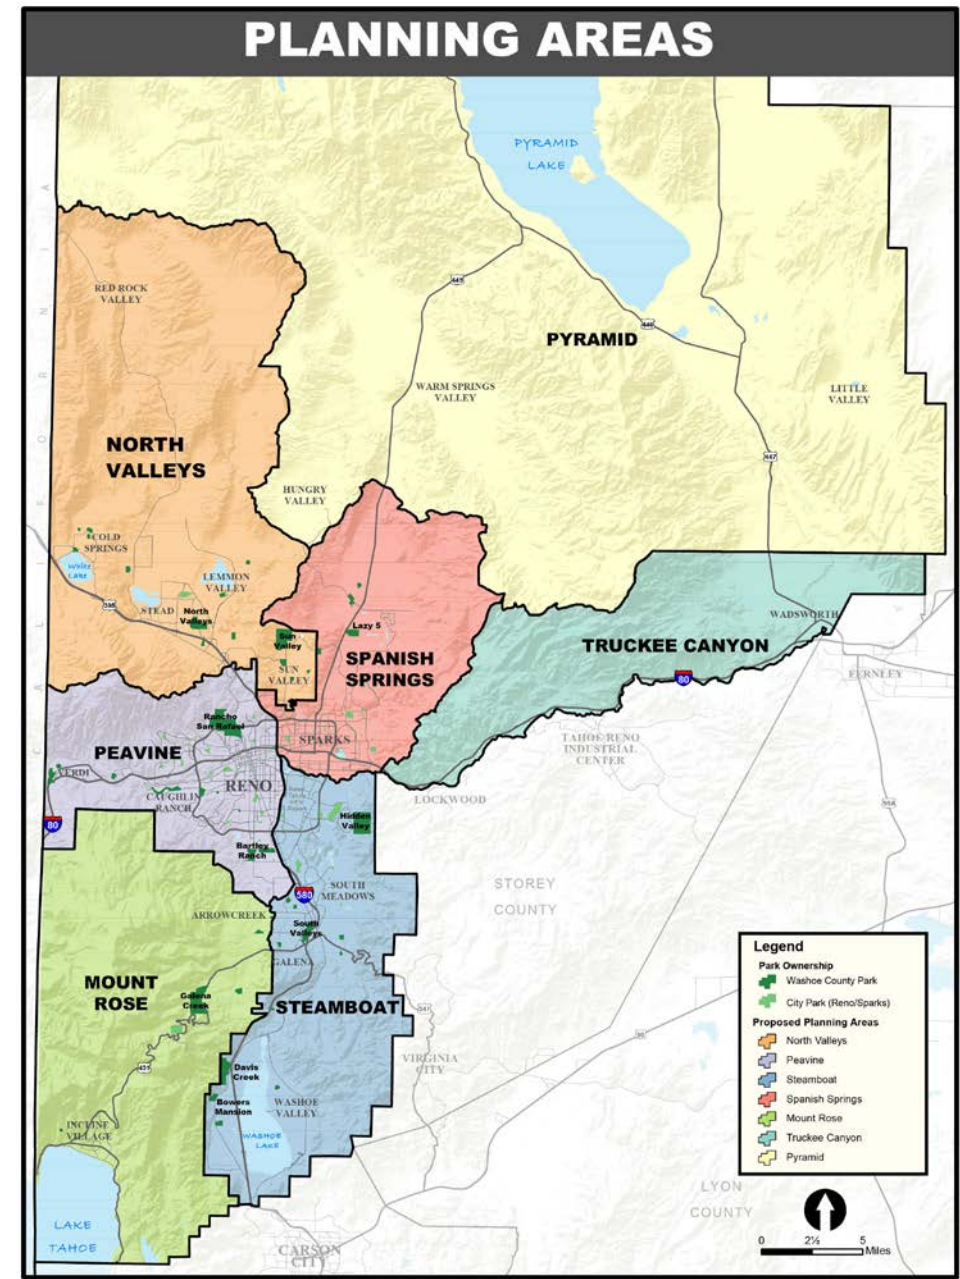 PLANNING AREAS
PYRAMID
LAKE
CALIFORNIA
RED ROCK
VALLEY
445
446
PYRAMID
WARM SPRINGS
VALLEY
LITTLE
VALLEY
NORTH
VALLEYS
447
HUNGRY
VALLEY
COLD
SPRINGS
White
Lake
LEMMON
VALLEY
395
STEAD
North
Valleys
WADSWORTH
Lazy 5
Sun
Valley
SUN
VALLEY
SPANISH
SPRINGS
TRUCKEE CANYON
80
FERNLEY
Rancho
San Rafael
SPARKS
PEAVINE
TAHOE RENO
INDUSTRIAL
CENTER
VERDI
RENO
CAUGHLIN
RANCH
LOCKWOOD
80
Hidden
Valley
Bartley
Ranch
580
SOUTH
MEADOWS
STOREY
COUNTY
ARROWCREEK
South
Valleys
GALENA
MOUNT
ROSE
Galena
Creek
STEAMBOAT
341
50
VIRGINIA
CITY
431
Davis
Creek
Bowers
Mansion
WASHOE
VALLEY
INCLINE
VILLAGE
WASHOE
LAKE
LAKE
TAHOE
CARSON
CITY
LYON
COUNTY
Legend
Park Ownership
Washoe County Park
City Park (Reno/Sparks)
Proposed Planning Areas
North Valleys
Peavine
Steamboat
Spanish Springs
Mount Rose
Truckee Canyon
Pyramid
0 2½ 5
Miles